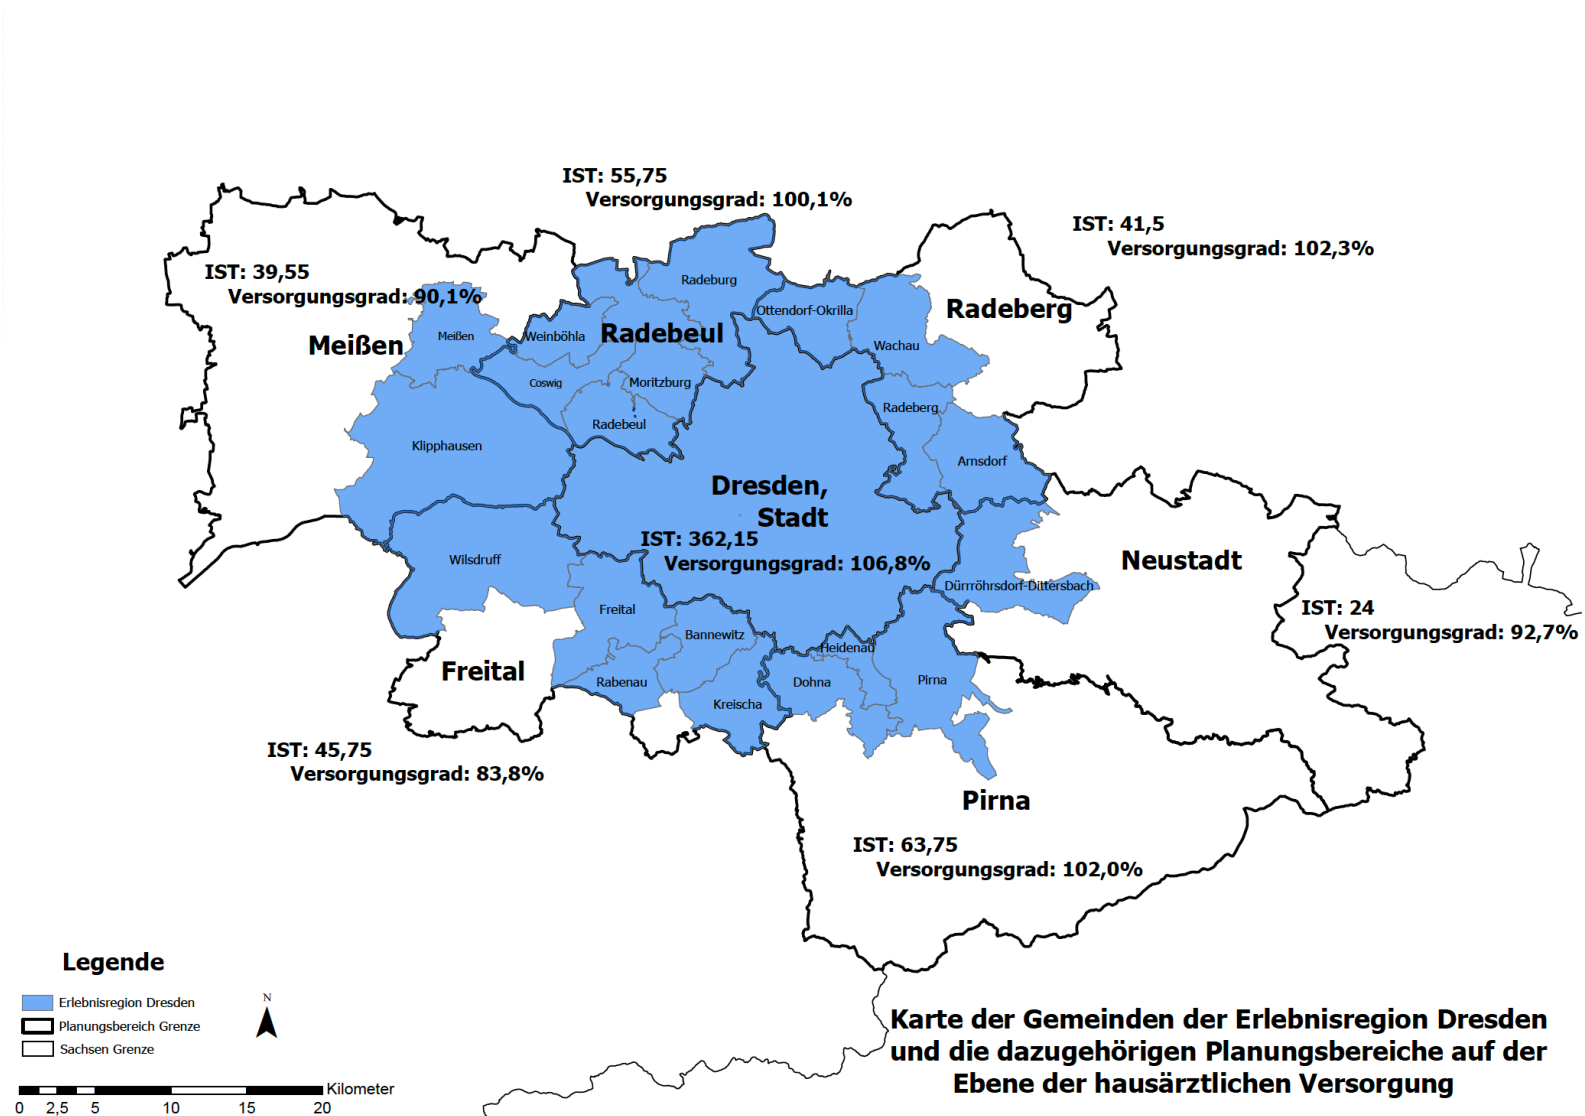 IST: 55,75
Versorgungsgrad: 100,1%
IST: 41,5
Versorgungsgrad: 102,3%
IST: 39,55
Versorgungsgrad: 90,1%
Radeburg
Ottendorf-Okrilla
Radeberg
Meißen
Meißen
Weinböhla
Radebeul
Wachau
Coswig
Moritzburg
Radeberg
Radebeul
Klipphausen
Arnsdorf
Dresden,
Stadt
IST: 362,15
Versorgungsgrad: 106,8%
Wilsdruff
Neustadt
Dürrröhrsdorf-Dittersbach
Freital
IST: 24
Versorgungsgrad: 92,7%
Bannewitz
Heidenau
Freital
Rabenau
Dohna
Pirna
Kreischa
IST: 45,75
Versorgungsgrad: 83,8%
Pirna
IST: 63,75
Versorgungsgrad: 102,0%
Legende
Erlebnisregion Dresden
Planungsbereich Grenze
Sachsen Grenze
N
Kilometer
0 2,5 5 10 15 20
Karte der Gemeinden der Erlebnisregion Dresden
und die dazugehörigen Planungsbereiche auf der
Ebene der hausärztlichen Versorgung